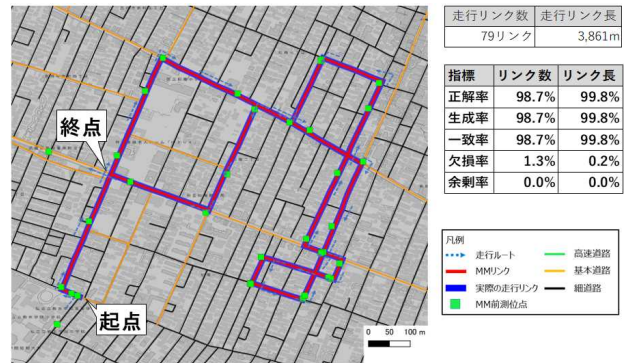 走行リンク数 走行リンク長
79リンク 3,861m
指標 リンク数 リンク長
正解率 98.7% 99.8%
生成率 98.7% 99.8%
一致率 98.7% 99.8%
欠損率 1.3% 0.2%
余剰率 0.0% 0.0%
終点
起点
凡例
走行ルート 高速道路
MMリンク 基本道路
実際の走行リンク 細道路
MM前測位点
0 50 100 m